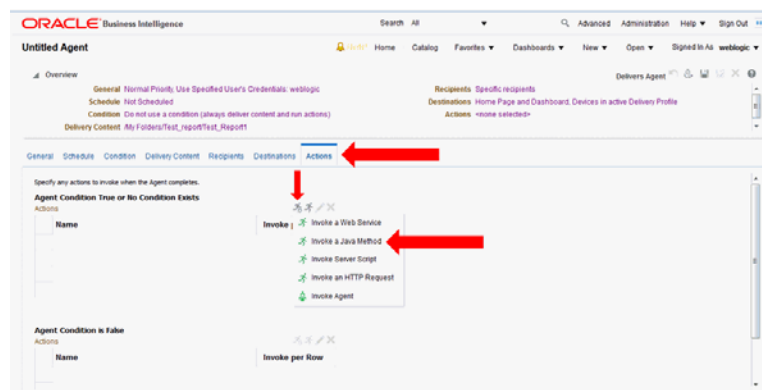 ORACLE Business Intelligence
Search All Advanced Administration Help Sign Out
Untitled Agent
Home Catalog Favorites Dashboards New Open Signed In As weblogic
Overview
Delivers Agent
General Normal Priority, Use Specified User's Credentials: weblogic
Schedule Not Scheduled
Condition Do not use a condition (always deliver content and run actions)
Delivery Content /My Folders/Test_report/Test_Report1
Recipients Specific recipients
Destinations Home Page and Dashboard, Devices in active Delivery Profile
Actions <none selected>
General Schedule Condition Delivery Content Recipients Destinations Actions
Specify any actions to invoke when the Agent completes.
Agent Condition True or No Condition Exists
Actions
Name Invoke
Invoke a Web Service
Invoke a Java Method
Invoke Server Script
Invoke an HTTP Request
Invoke Agent
Agent Condition is False
Actions
Name Invoke per Row